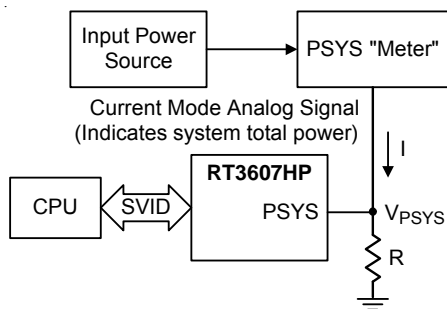 Input Power
Source
PSYS "Meter"
Current Mode Analog Signal
(Indicates system total power)
I
RT3607HP
CPU
SVID
PSYS
VPSYS
R